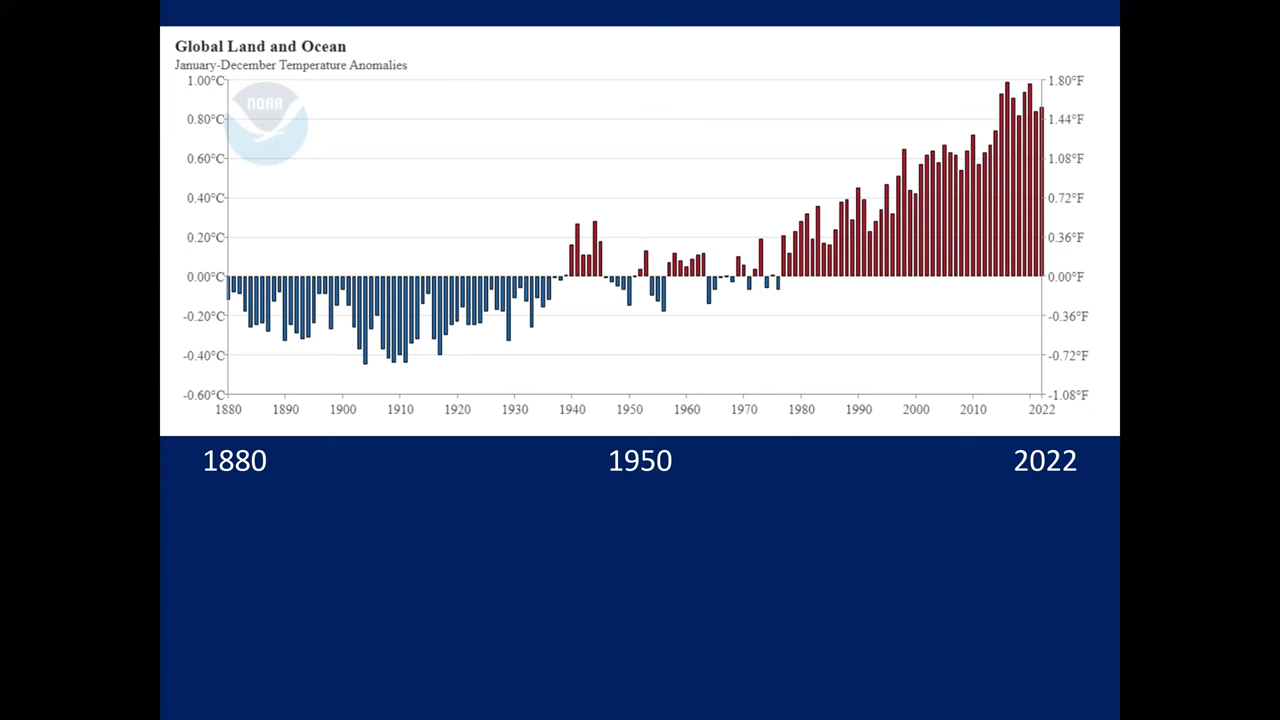 Global Land and Ocean
January-December Temperature Anomalies
NOAA
1.00°C 1.80°F
0.80°C 1.44°F
0.60°C 1.08°F
0.40°C 0.72°F
0.20°C 0.36°F
0.00°C 0.00°F
-0.20°C -0.36°F
-0.40°C -0.72°F
-0.60°C -1.08°F
1880 1890 1900 1910 1920 1930 1940 1950 1960 1970 1980 1990 2000 2010 2022
1880 1950 2022